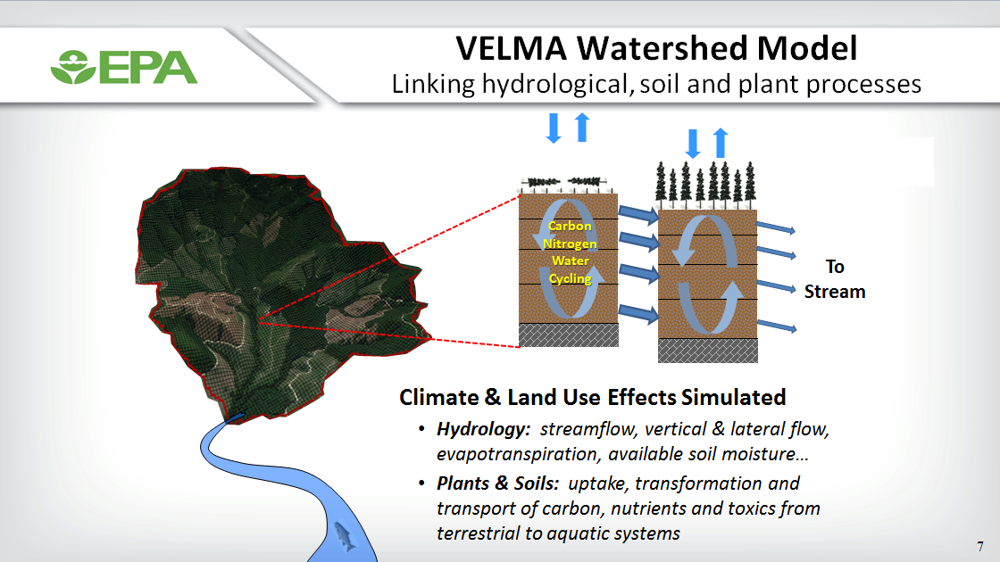 EPA
VELMA Watershed Model
Linking hydrological, soil and plant processes
Carbon
Nitrogen
Water
Cycling
To
Stream
Climate & Land Use Effects Simulated
• Hydrology: streamflow, vertical & lateral flow,
evapotranspiration, available soil moisture…
• Plants & Soils: uptake, transformation and
transport of carbon, nutrients and toxics from
terrestrial to aquatic systems
7